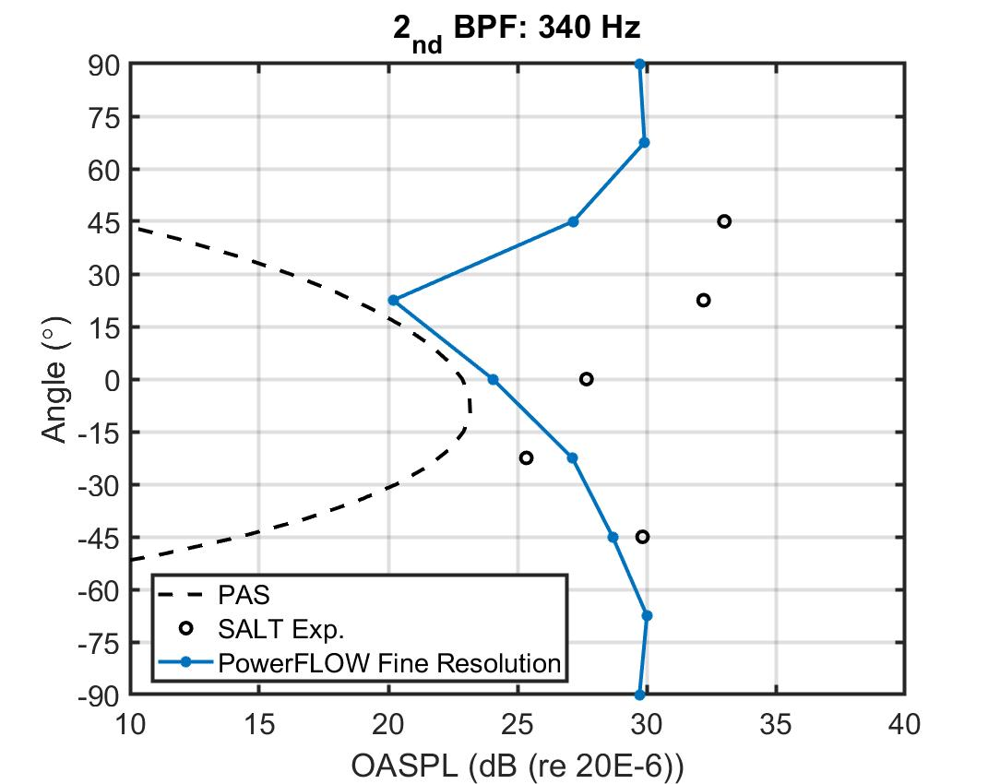 2nd BPF: 340 Hz
90
75
60
45
30
15
0
-15
-30
-45
-60
-75
-90
Angle (°)
PAS
SALT Exp.
PowerFLOW Fine Resolution
10 15 20 25 30 35 40
OASPL (dB (re 20E-6))